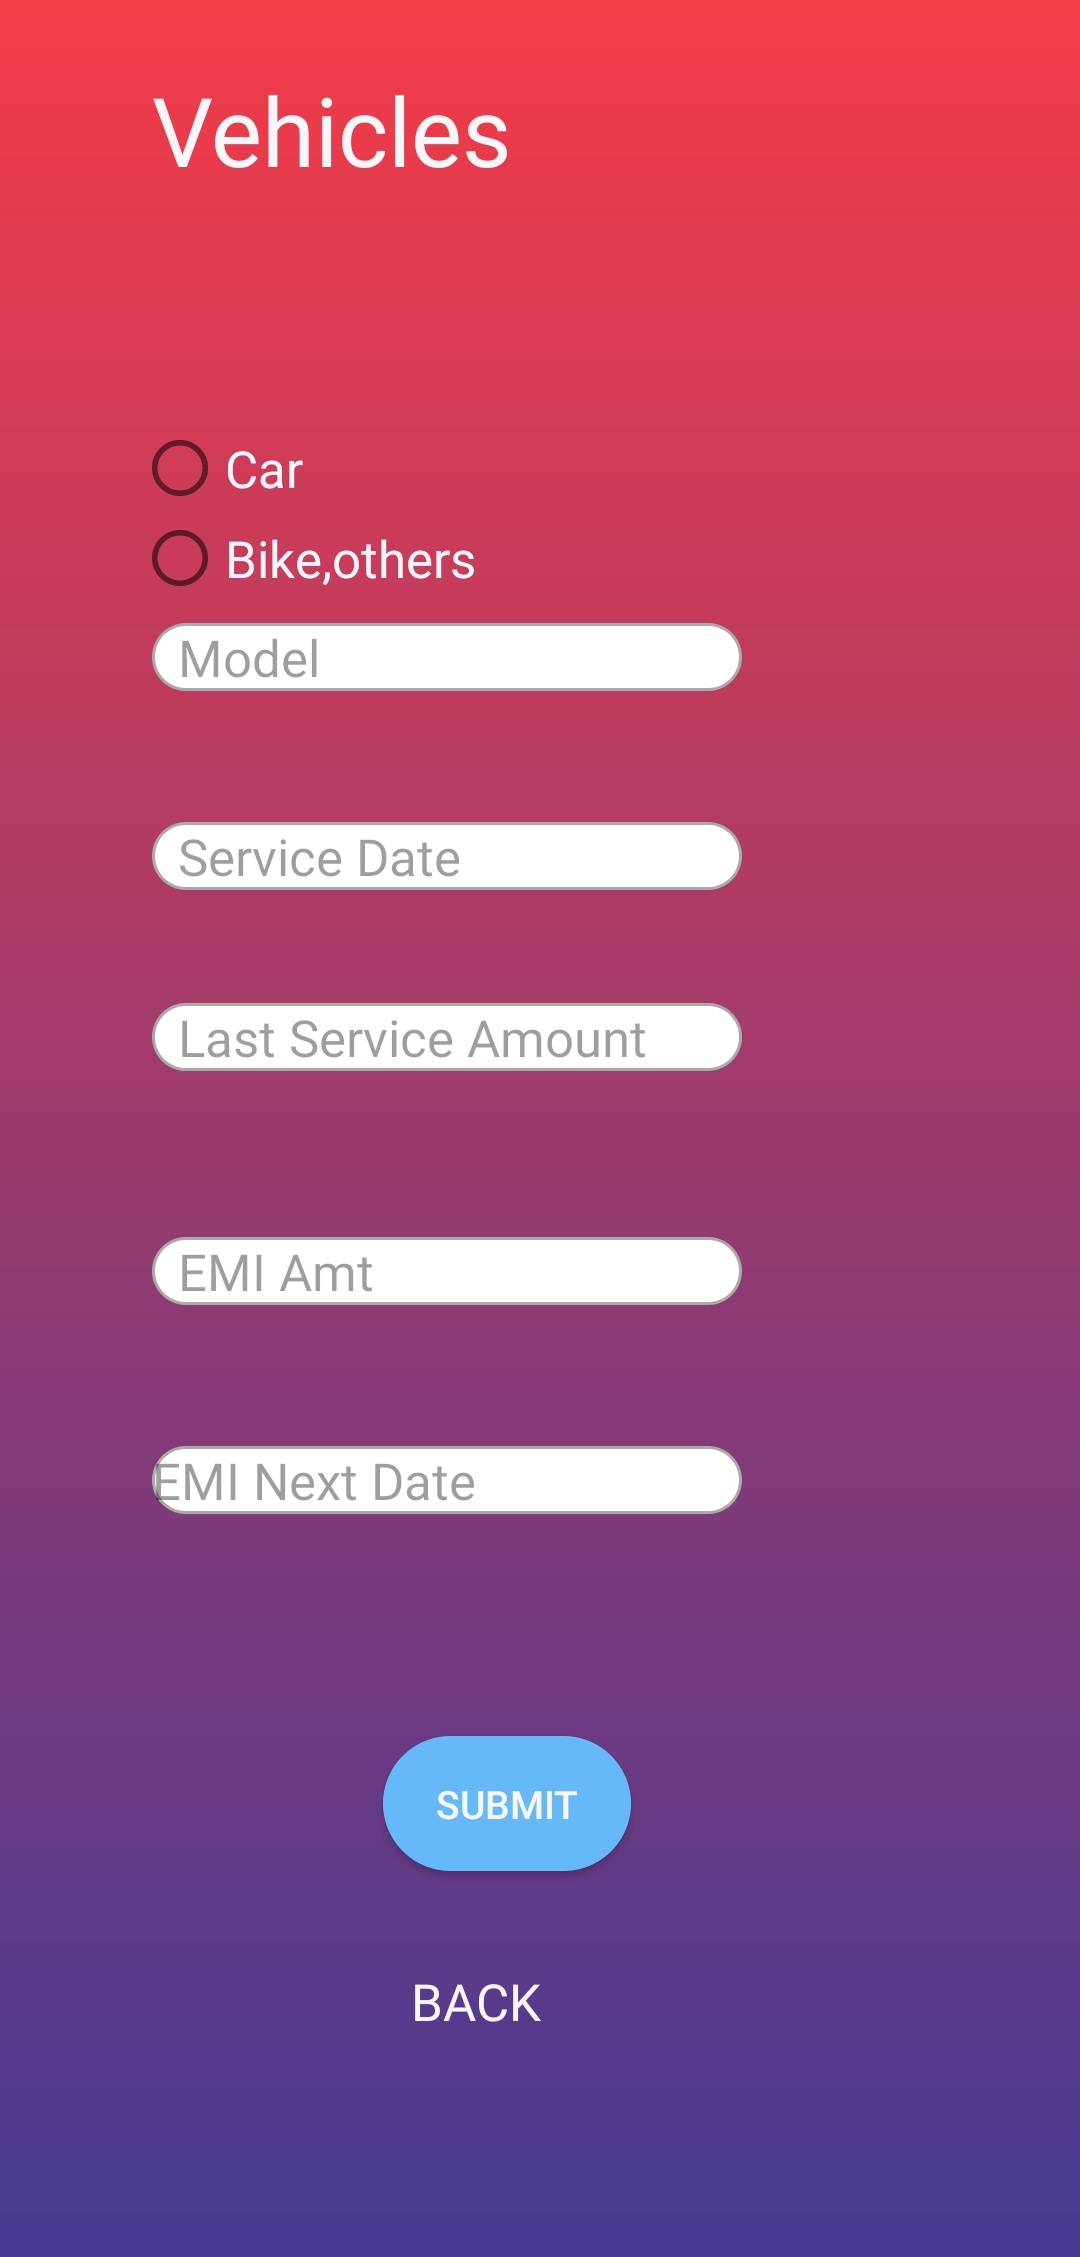 Vehicles
Car
Bike,others
Model
Service Date
Last Service Amount
EMI Amt
EMI Next Date
SUBMIT
BACK